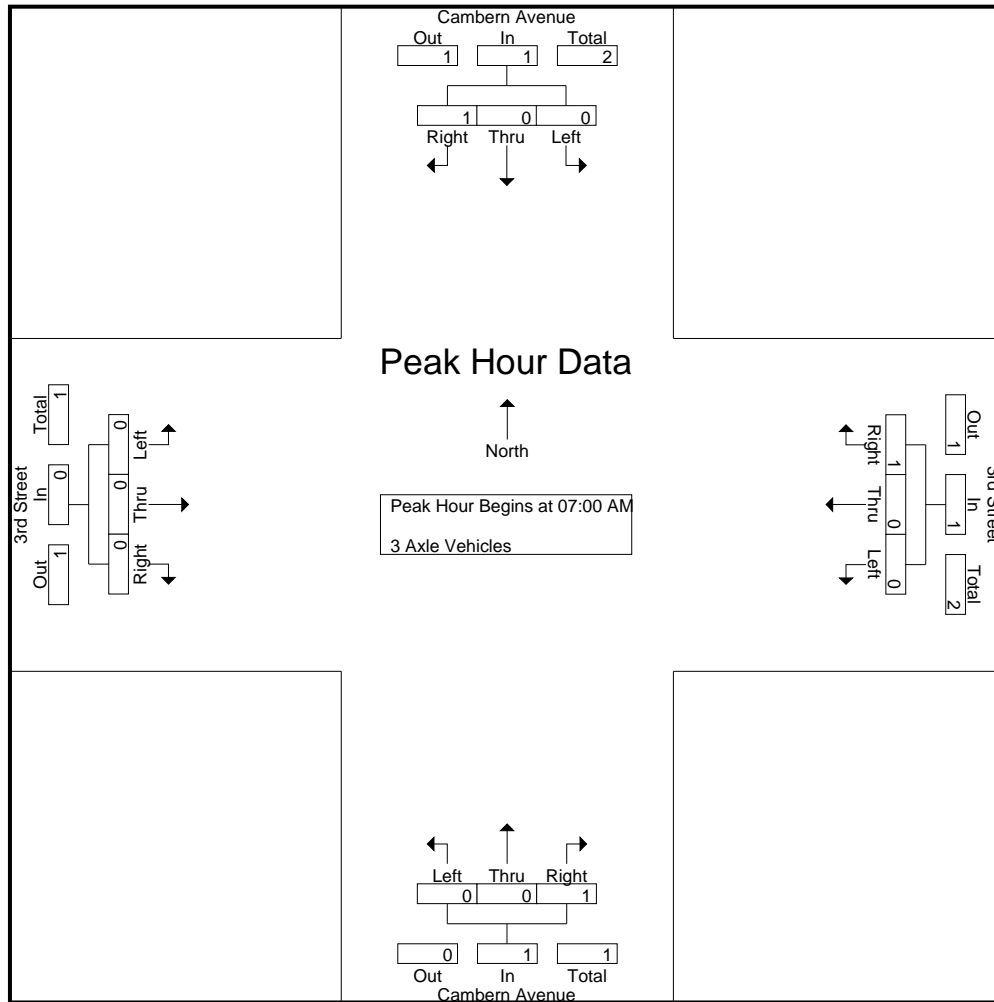 Cambern Avenue
Out In Total
1 1 2
1 0 0
Right Thru Left
Peak Hour Data
North
Peak Hour Begins at 07:00 AM
3 Axle Vehicles
3rd Street
Out In Total
1 0 1
Right Thru Left
0 0 0
Right Thru Left
1 0 0
Out In Total
1 1 2
3rd Street
Left Thru Right
0 0 1
0 1 1
Out In Total
Cambern Avenue